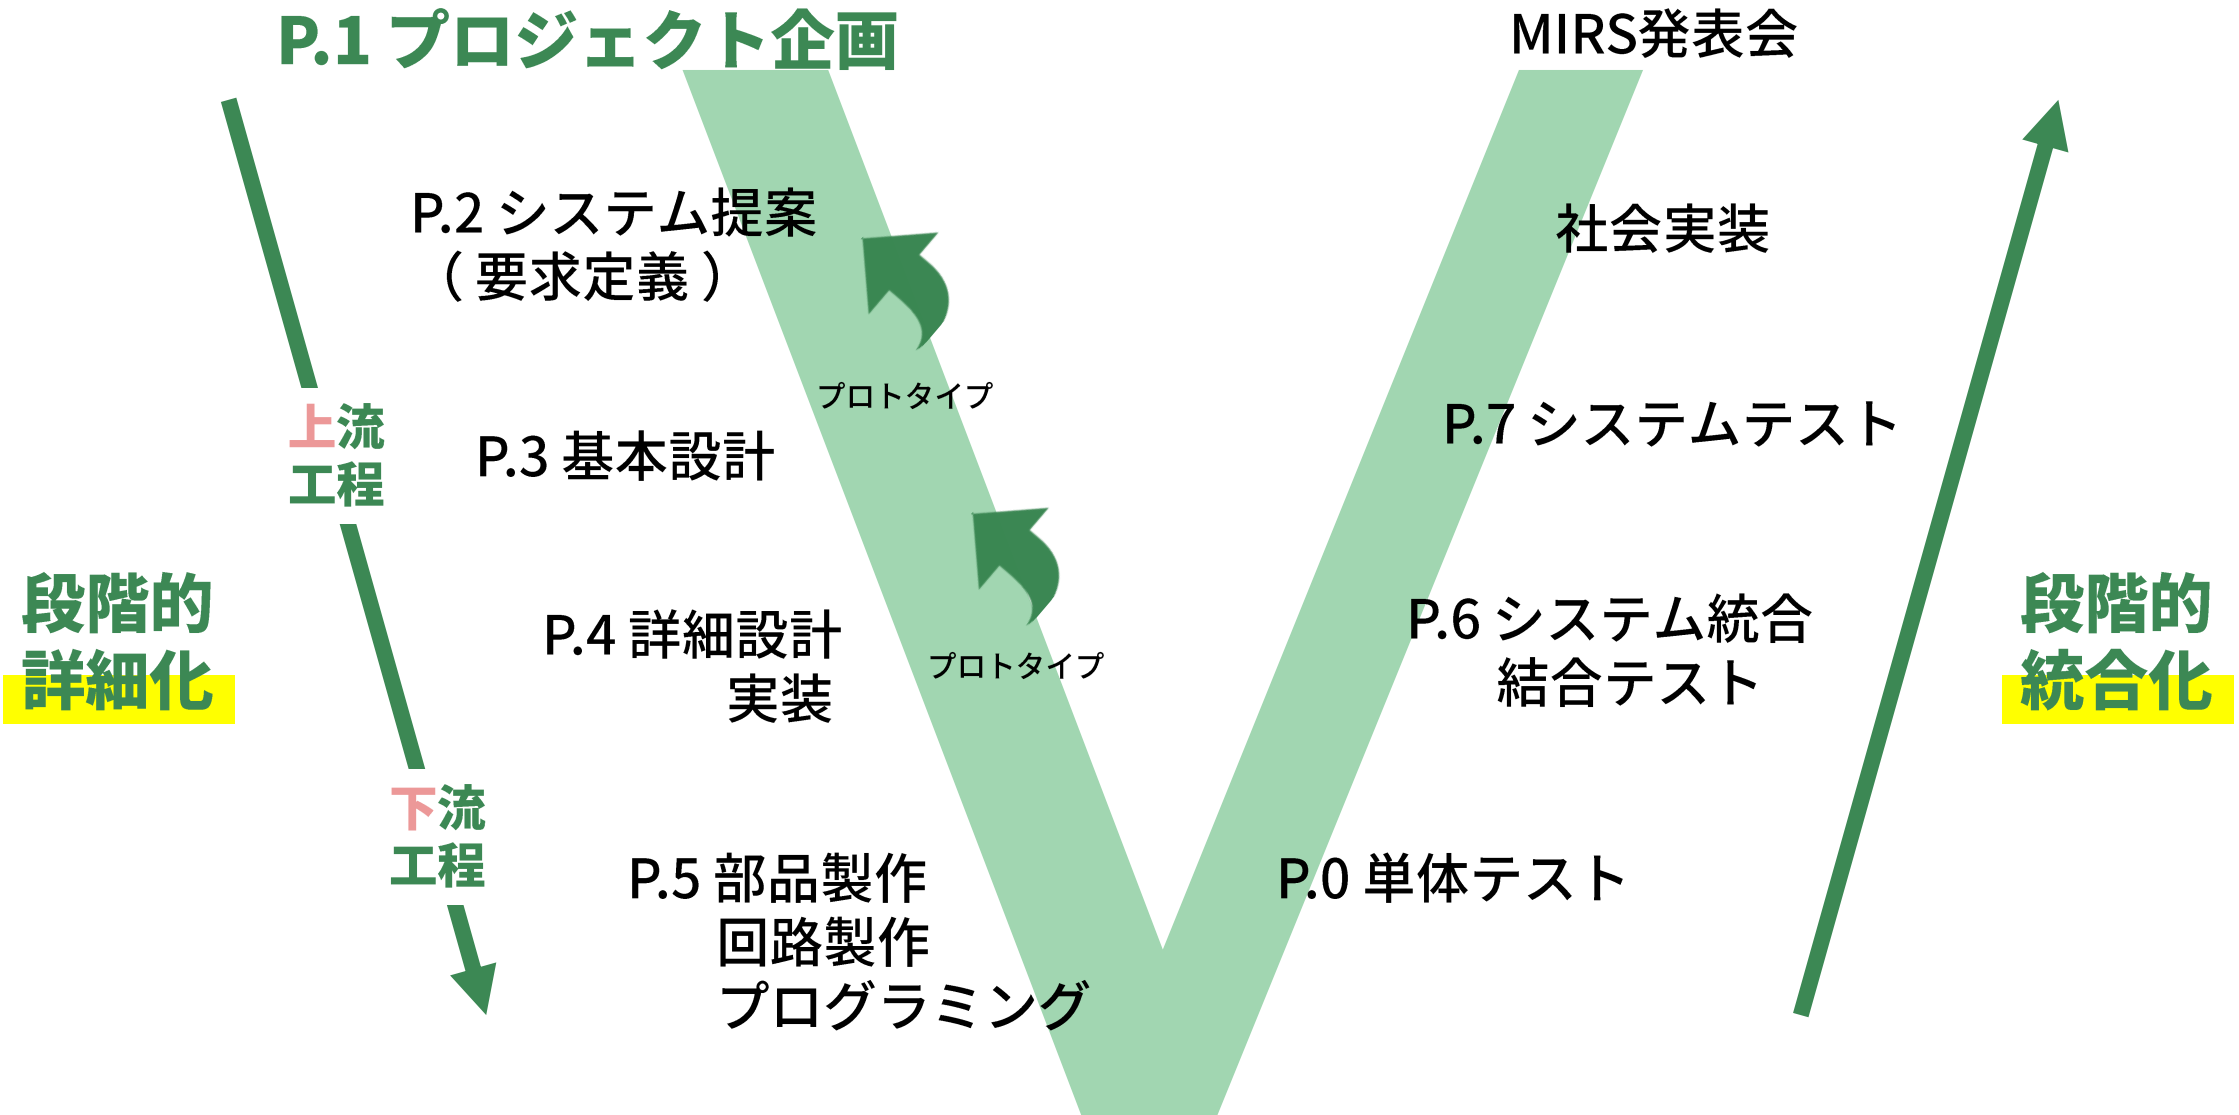 P.1 プロジェクト企画
P.2 システム提案
（要求定義）
プロトタイプ
P.3 基本設計
P.4 詳細設計
実装
プロトタイプ
P.5 部品製作
回路製作
プログラミング
上流
工程
下流
工程
段階的
詳細化
MIRS発表会
社会実装
P.7 システムテスト
P.6 システム統合
結合テスト
P.0 単体テスト
段階的
統合化